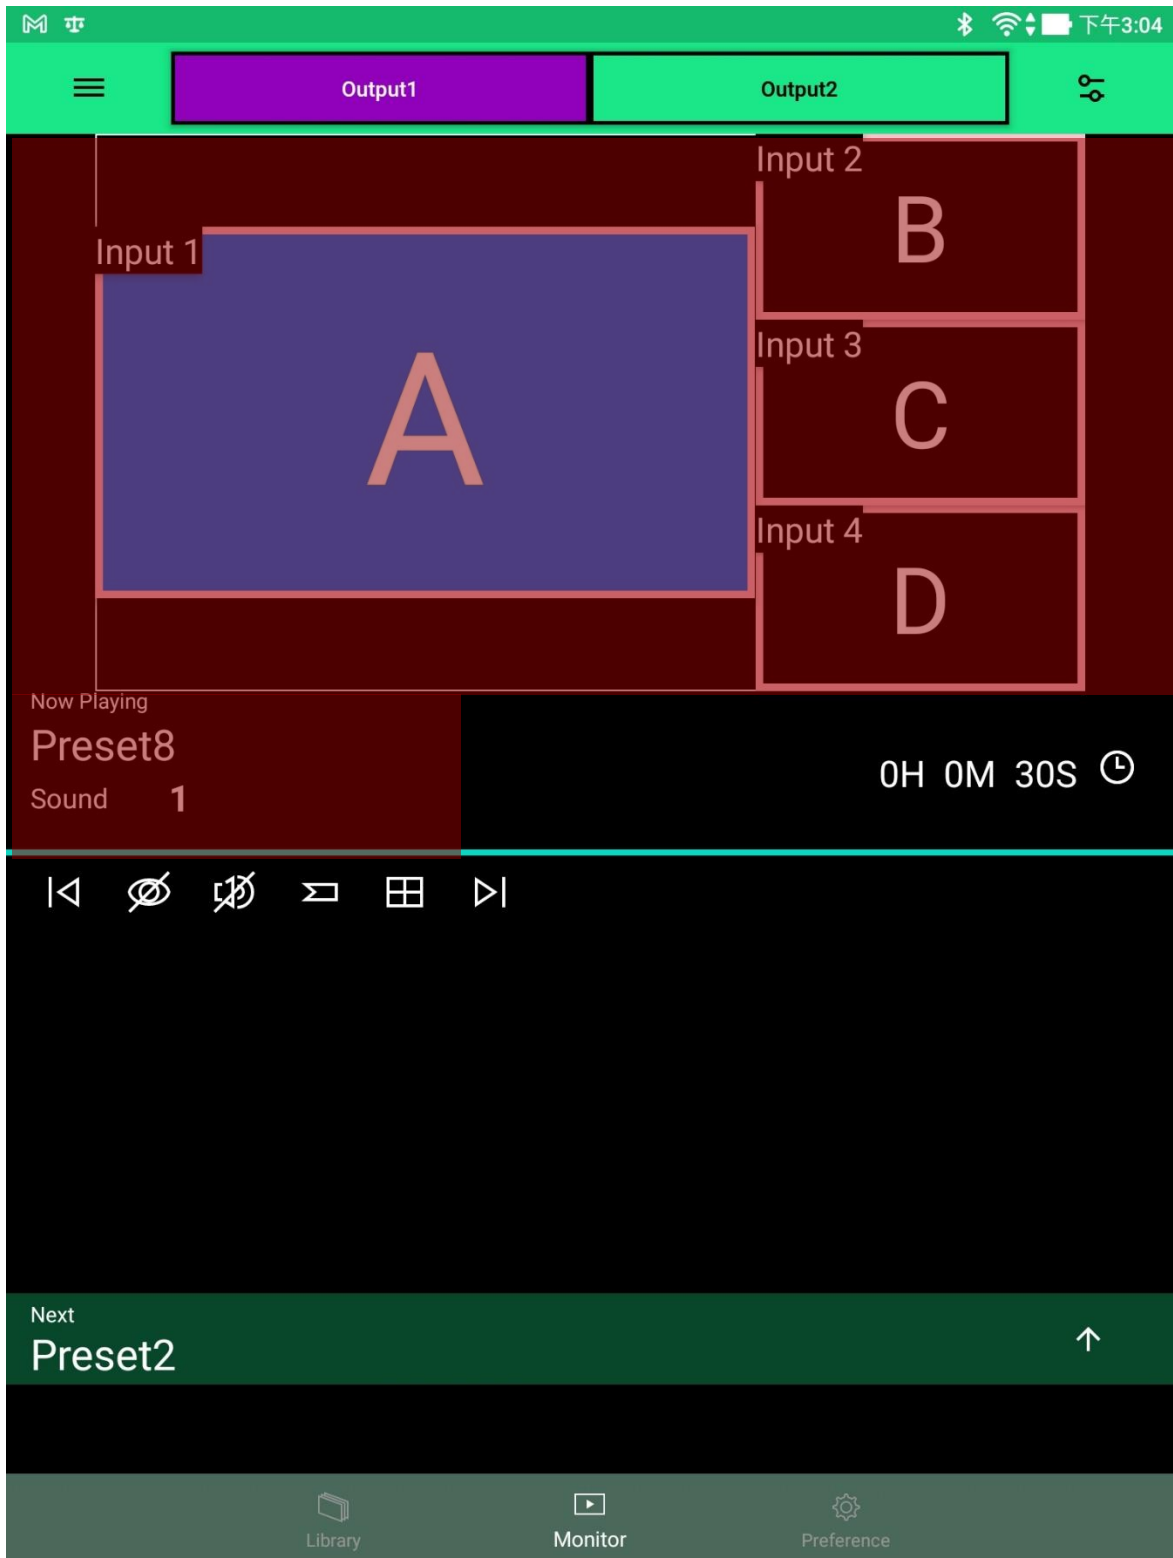 下午3:04
Output1
Output2
Input 1
A
Input 2
B
Input 3
C
Input 4
D
Now Playing
Preset8
Sound 1
0H 0M 30S
Next
Preset2
Library
Monitor
Preference